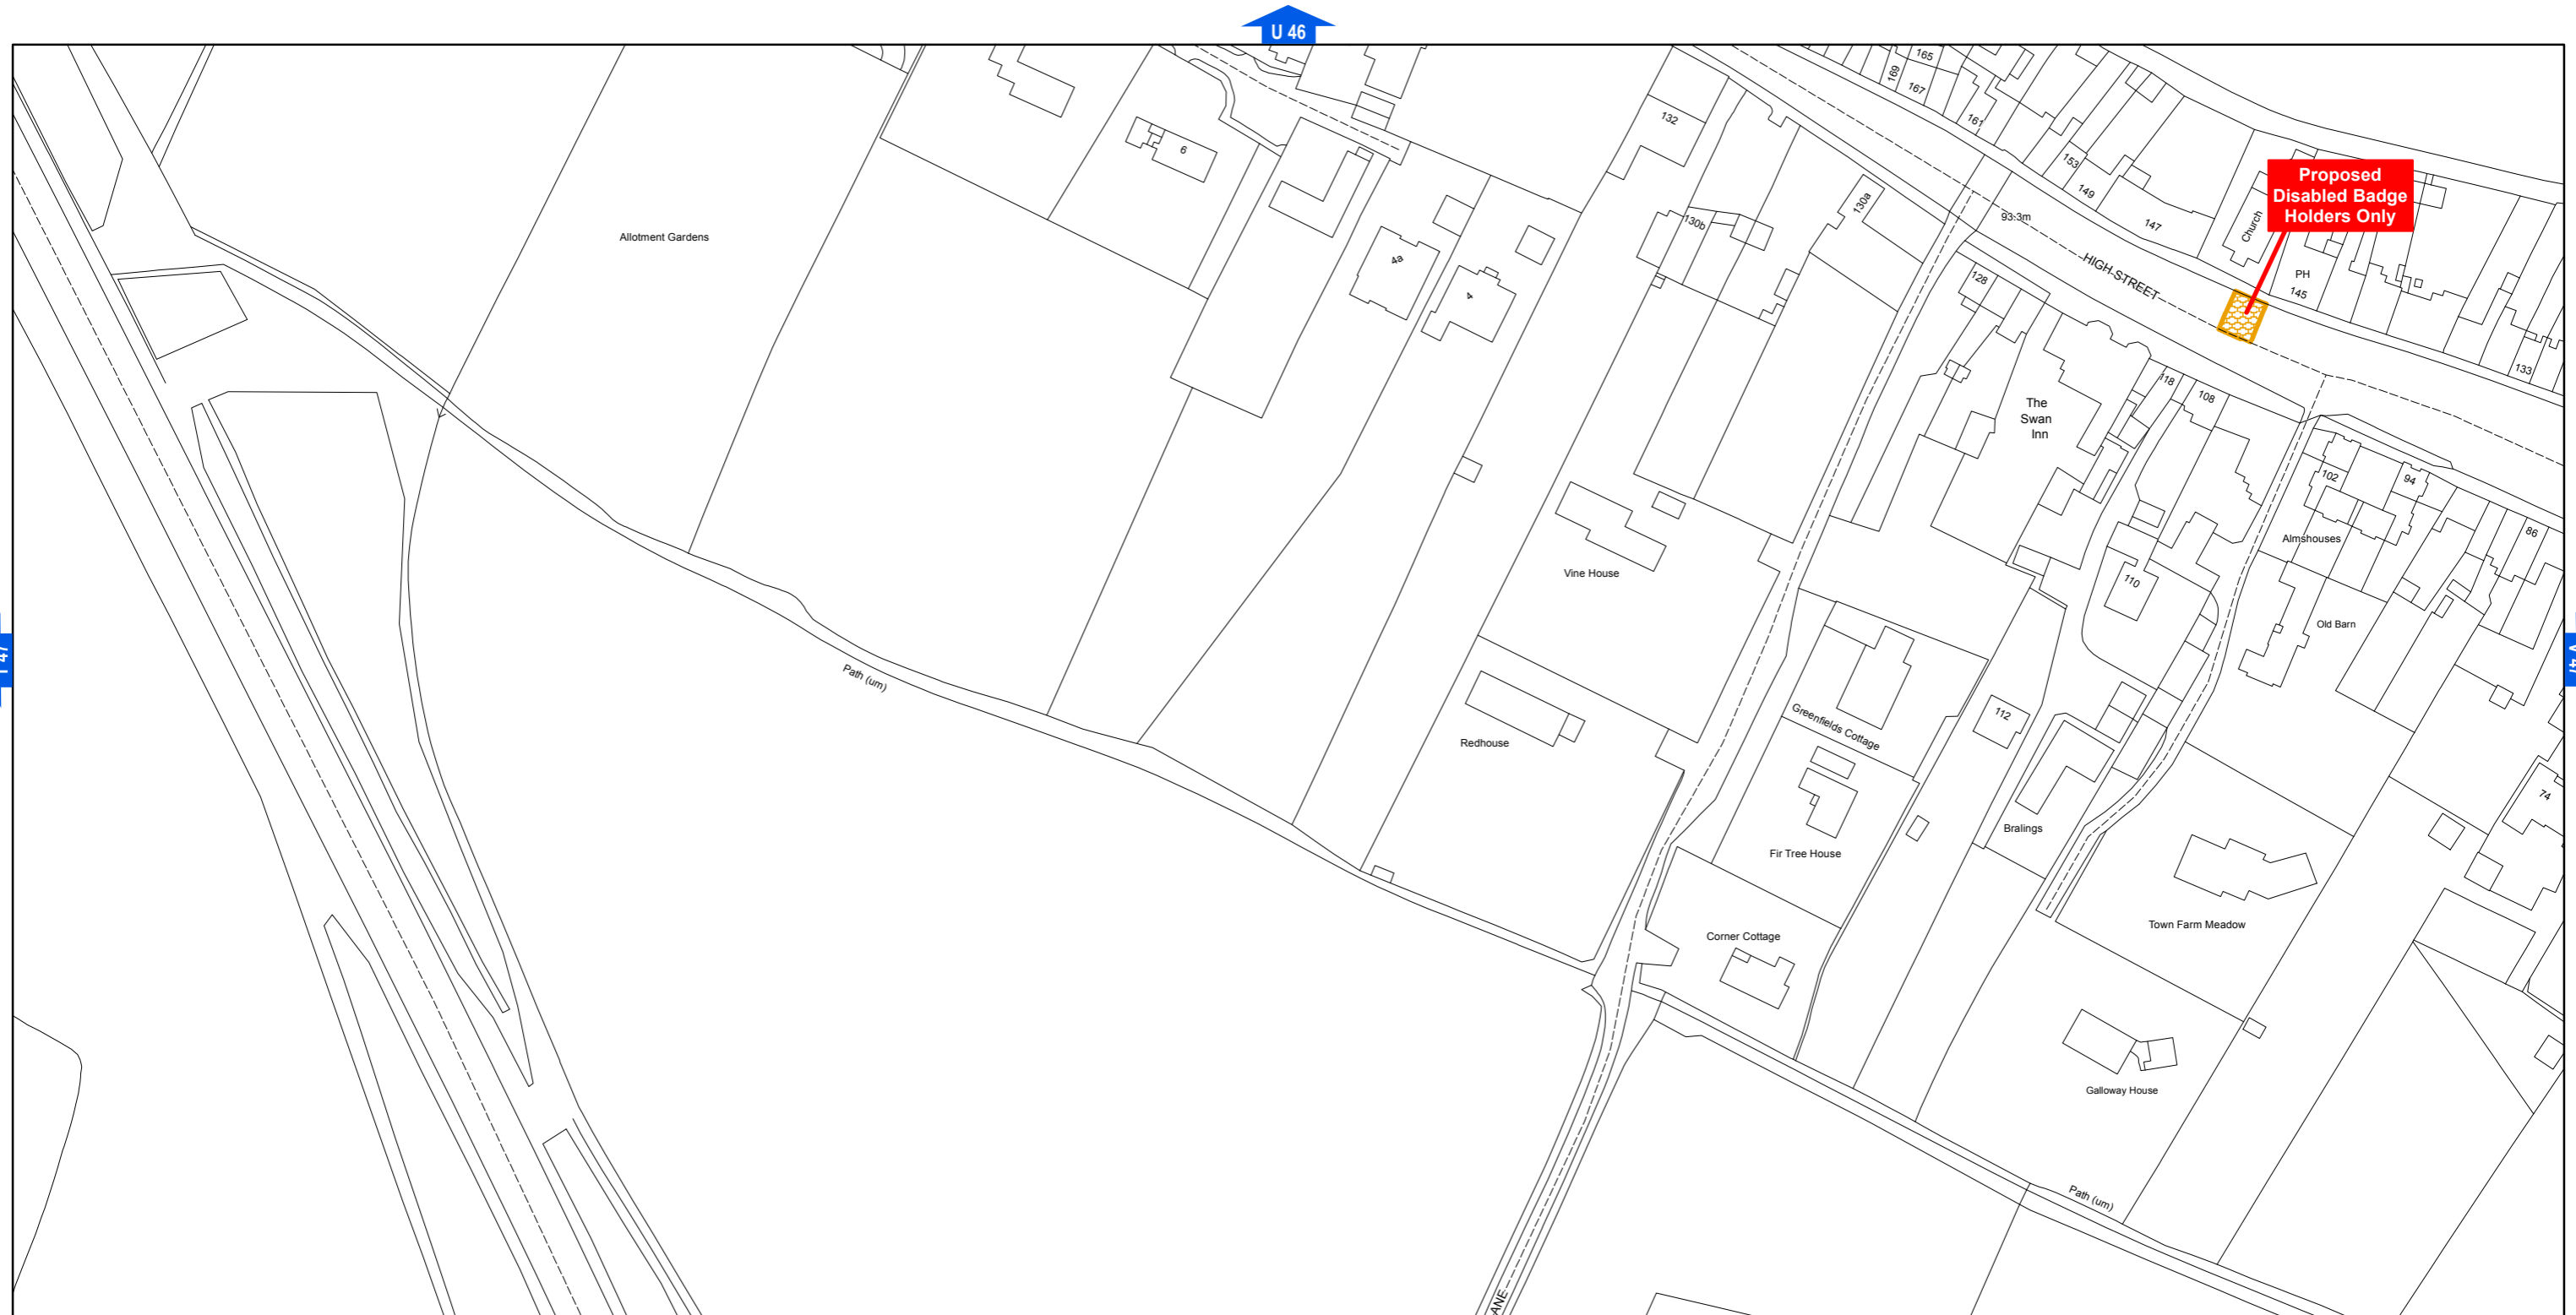 U 46
165
169
167
161
132
153
149
147
Proposed
Disabled Badge
Holders Only
Church
6
130a
130b
93·3m
Allotment Gardens
4a
4
HIGH STREET
PH
145
128
133
118
108
The
Swan
Inn
102
94
86
Almshouses
Vine House
110
Old Barn
47
47
Path (um)
Greenfields Cottage
112
Redhouse
74
Bralings
Fir Tree House
Town Farm Meadow
Corner Cottage
Galloway House
Path (um)
ANE